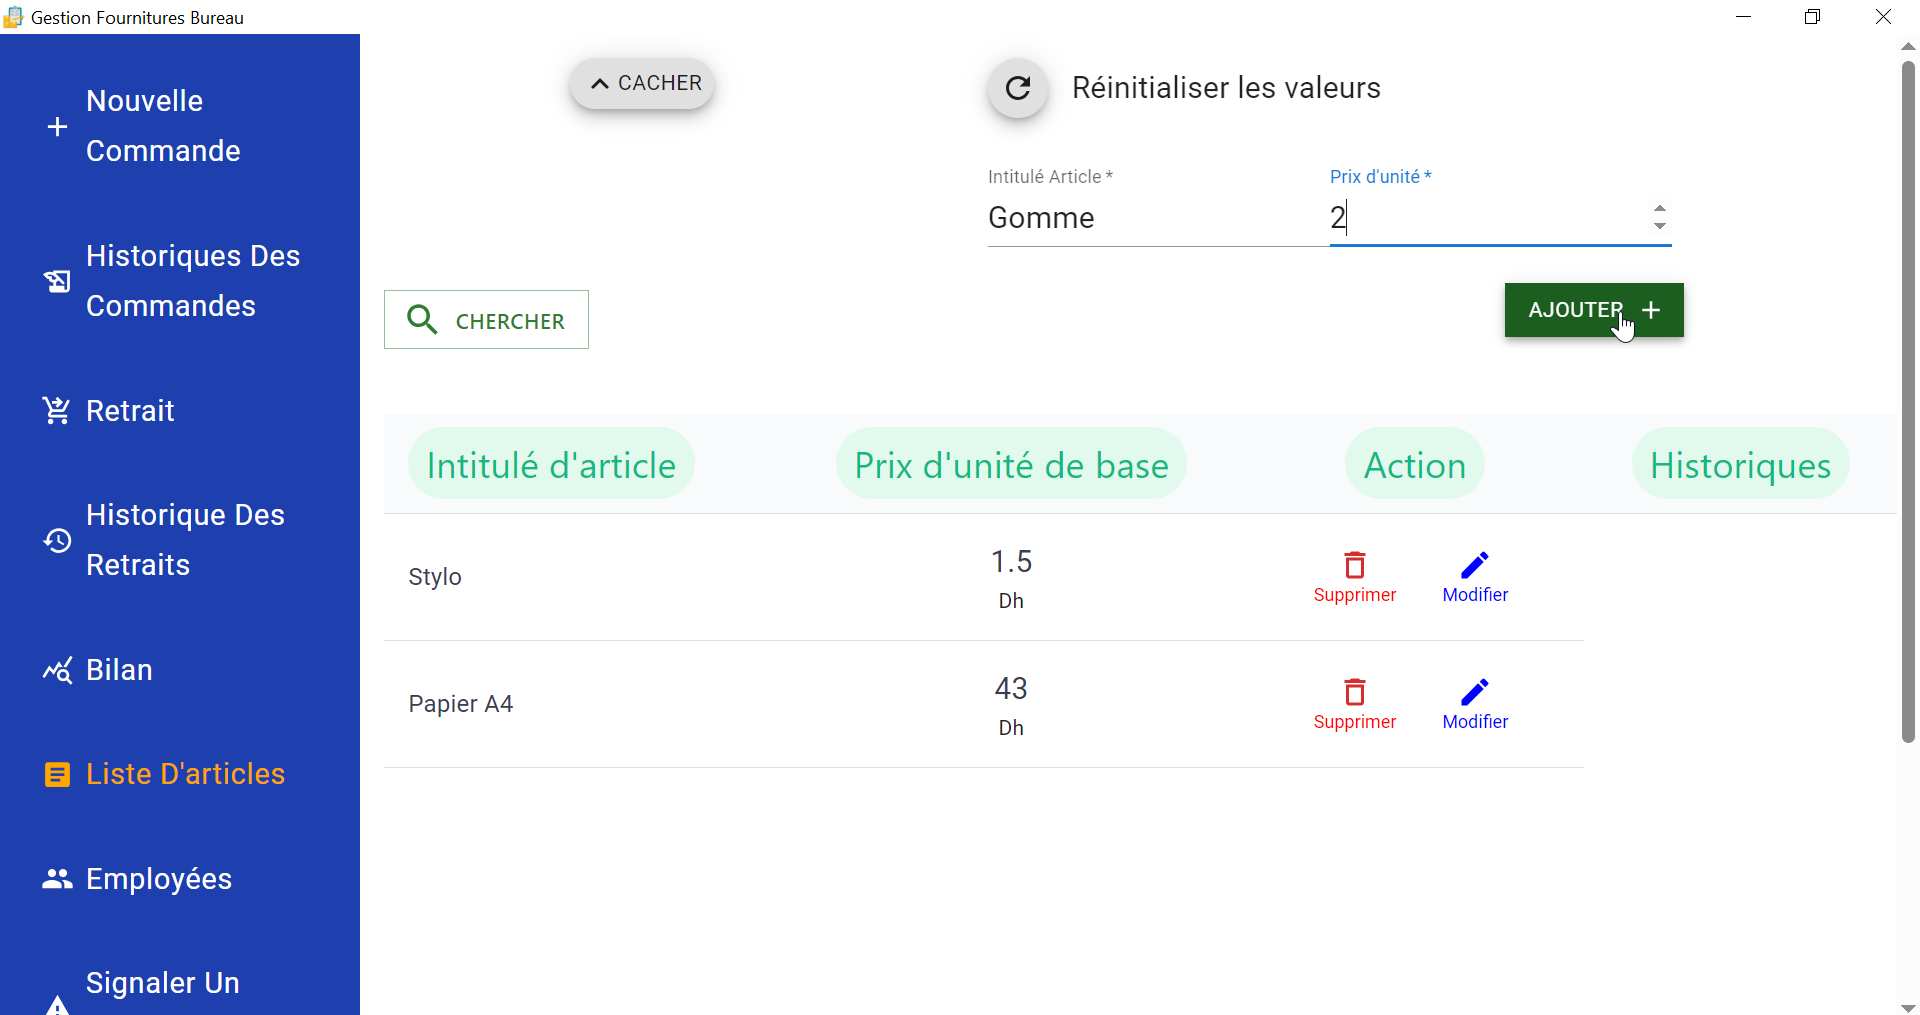 Gestion Fournitures Bureau
Nouvelle
Commande
Historiques Des
Commandes
Retrait
Historique Des
Retraits
Bilan
Liste D'articles
Employées
Signaler Un
CACHER
Réinitialiser les valeurs
Intitulé Article * Prix d'unité *
Gomme 2
CHERCHER
AJOUTER +
Intitulé d'article Prix d'unité de base Action Historiques
Stylo 1.5 Dh Supprimer Modifier
Papier A4 43 Dh Supprimer Modifier